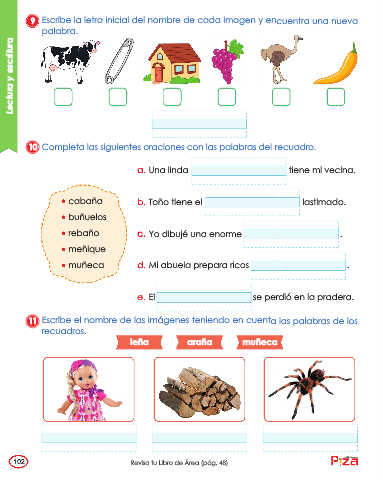 Lectura y escritura
9 Escribe la letra inicial del nombre de cada imagen y encuentra una nueva
palabra.
10 Completa las siguientes oraciones con las palabras del recuadro.
• cabaña
• buñuelos
• rebaño
• meñique
• muñeca
a. Una linda tiene mi vecina.
b. Toño tiene el lastimado.
c. Yo dibujé una enorme .
d. Mi abuela prepara ricos .
e. El se perdió en la pradera.
11 Escribe el nombre de las imágenes teniendo en cuenta las palabras de los
recuadros.
leña araña muñeca
102
Revisa tu Libro de Área (pág. 48)